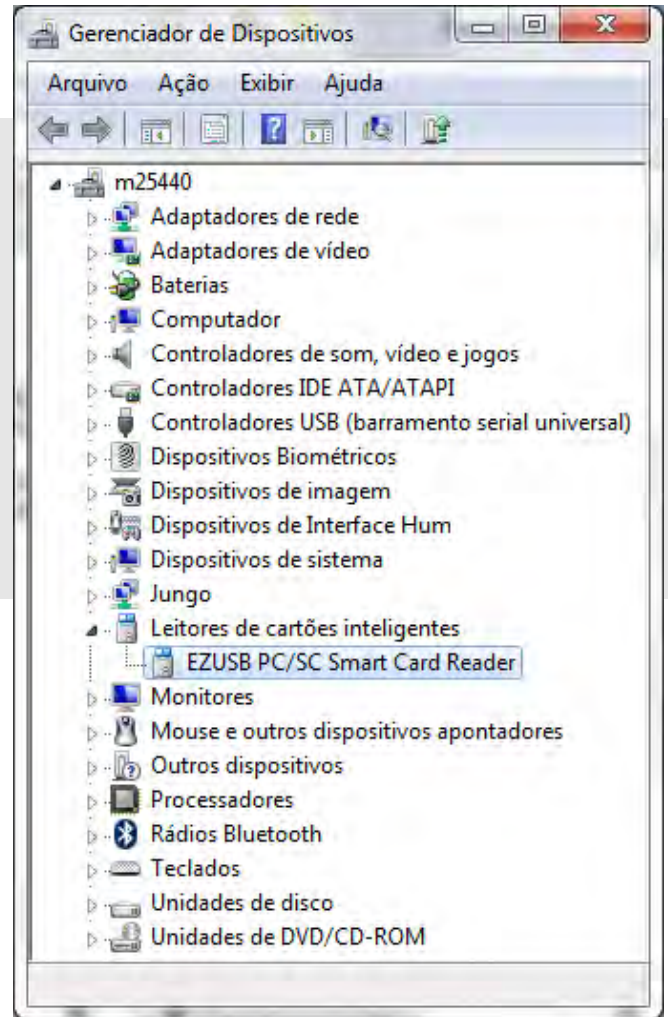 Gerenciador de Dispositivos
Arquivo Ação Exibir Ajuda
m25440
Adaptadores de rede
Adaptadores de vídeo
Baterias
Computador
Controladores de som, vídeo e jogos
Controladores IDE ATA/ATAPI
Controladores USB (barramento serial universal)
Dispositivos Biométricos
Dispositivos de imagem
Dispositivos de Interface Hum
Dispositivos de sistema
Jungo
Leitores de cartões inteligentes
EZUSB PC/SC Smart Card Reader
Monitores
Mouse e outros dispositivos apontadores
Outros dispositivos
Processadores
Rádios Bluetooth
Teclados
Unidades de disco
Unidades de DVD/CD-ROM